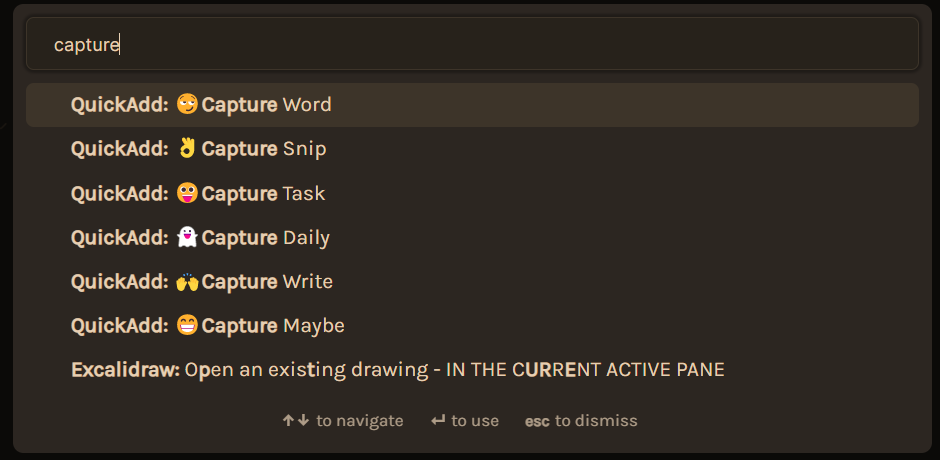 capture
QuickAdd: 😏Capture Word
QuickAdd: 👌Capture Snip
QuickAdd: 😛Capture Task
QuickAdd: 👻Capture Daily
QuickAdd: 🙌Capture Write
QuickAdd: 😁Capture Maybe
Excalidraw: Open an existing drawing - IN THE CURRENT ACTIVE PANE
↑↓ to navigate ↵ to use esc to dismiss